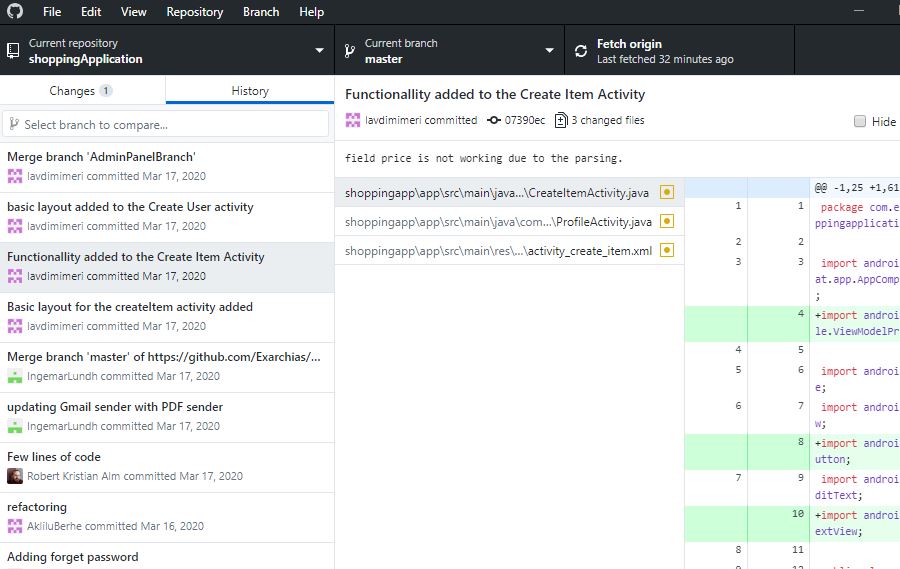 File Edit View Repository Branch Help
Current repository
shoppingApplication
Current branch
master
Fetch origin
Last fetched 32 minutes ago
Changes 1
History
Select branch to compare...
Merge branch 'AdminPanelBranch'
lavdimimeri committed Mar 17, 2020
basic layout added to the Create User activity
lavdimimeri committed Mar 17, 2020
Functionallity added to the Create Item Activity
lavdimimeri committed Mar 17, 2020
Basic layout for the createItem activity added
lavdimimeri committed Mar 17, 2020
Merge branch 'master' of https://github.com/Exarchias/...
IngemarLundh committed Mar 17, 2020
updating Gmail sender with PDF sender
IngemarLundh committed Mar 17, 2020
Few lines of code
Robert Kristian Alm committed Mar 17, 2020
refactoring
AkliluBerhe committed Mar 16, 2020
Adding forget password
Functionallity added to the Create Item Activity
lavdimimeri committed 07390ec 3 changed files
Hide
field price is not working due to the parsing.
shoppingapp\app\src\main\java...\CreateItemActivity.java
shoppingapp\app\src\main\java\com...\ProfileActivity.java
shoppingapp\app\src\main\res\...\activity_create_item.xml
@@ -1,25 +1,61
1 1 package com.e
ppingapplicati
2 2
3 3 import androi
at.app.AppComp
;
4 +import androi
le.ViewModelPr
4 5
5 6 import androi
e;
6 7 import androi
w;
8 +import androi
utton;
7 9 import androi
ditText;
10 +import androi
extView;
8 11